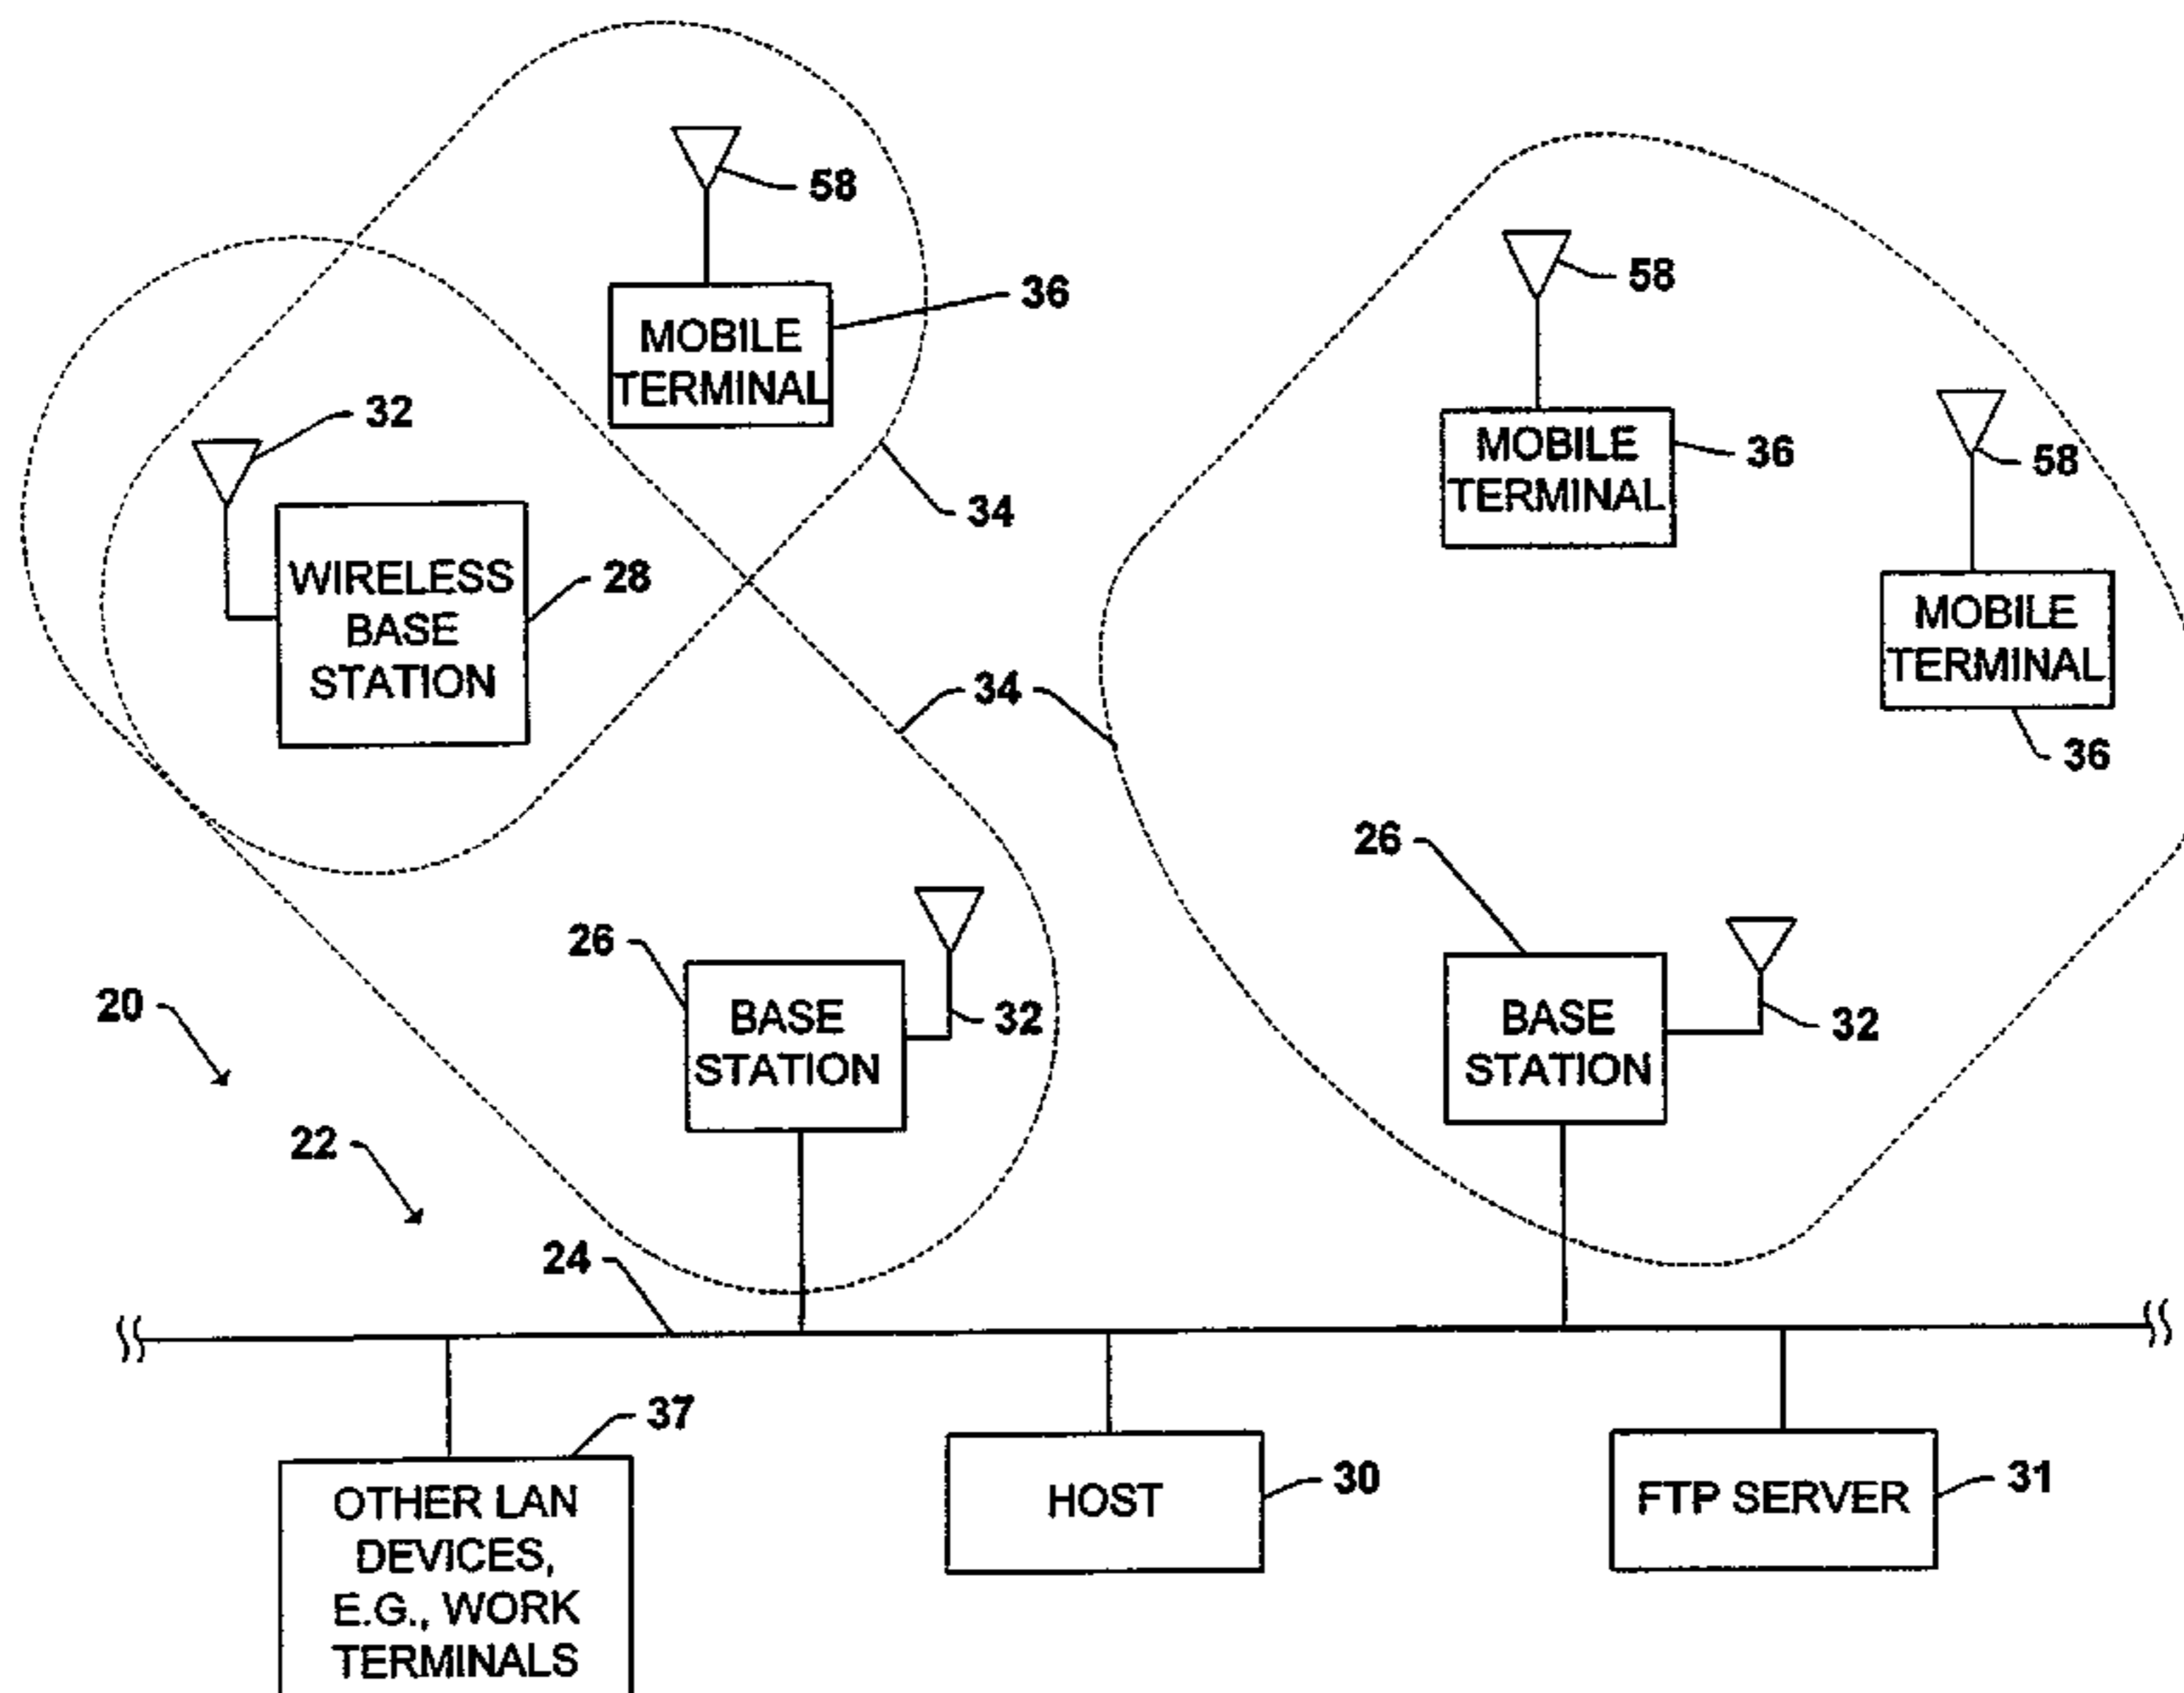 58
58
36
MOBILE
TERMINAL
32
MOBILE
TERMINAL
36
58
34
WIRELESS
BASE
STATION
28
MOBILE
TERMINAL
34
36
26
26
20
BASE
STATION
32
BASE
STATION
32
22
24
37
OTHER LAN
DEVICES,
E.G., WORK
TERMINALS
HOST
30
FTP SERVER
31